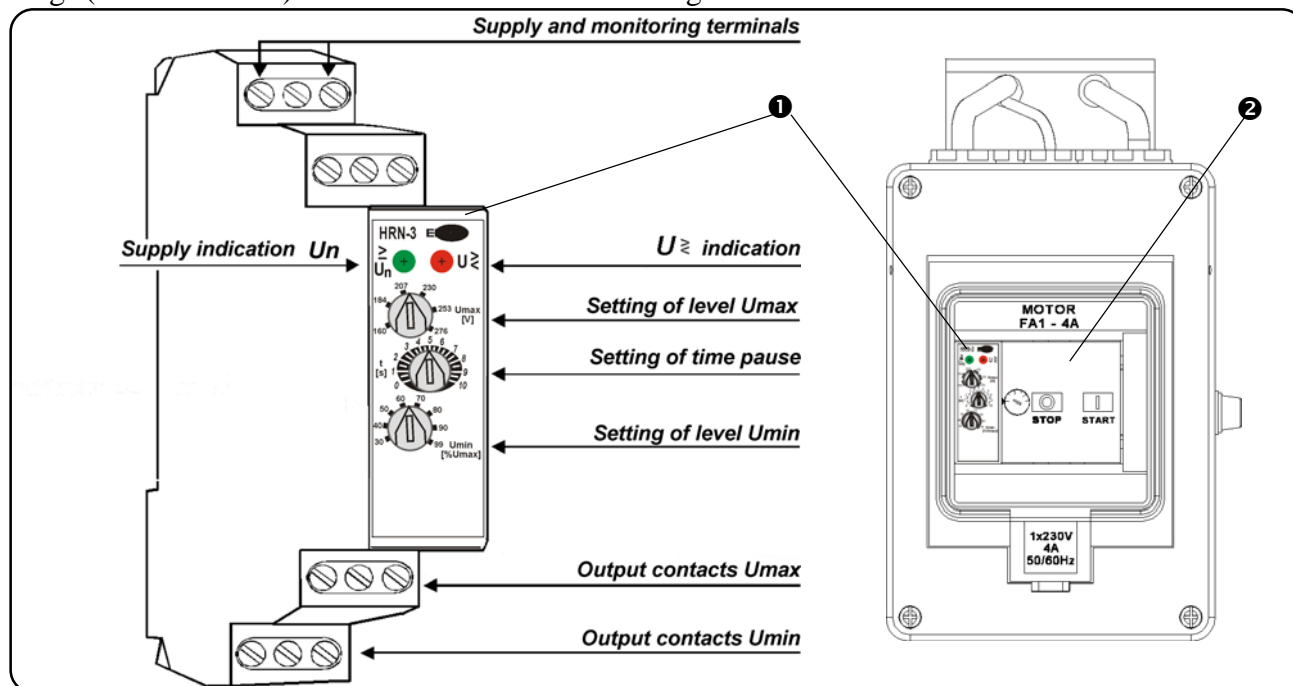 Supply and monitoring terminals
❶
❷
HRN-3
Supply indication Un
≥
Un
U ≷
U ≷ indication
160
184
207
230
253
276
Umax
[V]
Setting of level Umax
t
[s]
0
1
2
3
4
5
6
7
8
9
10
Setting of time pause
30
40
50
60
70
80
90
99
Umin
[%Umax]
Setting of level Umin
Output contacts Umax
Output contacts Umin
MOTOR
FA1 - 4A
STOP
START
1x230V
4A
50/60Hz